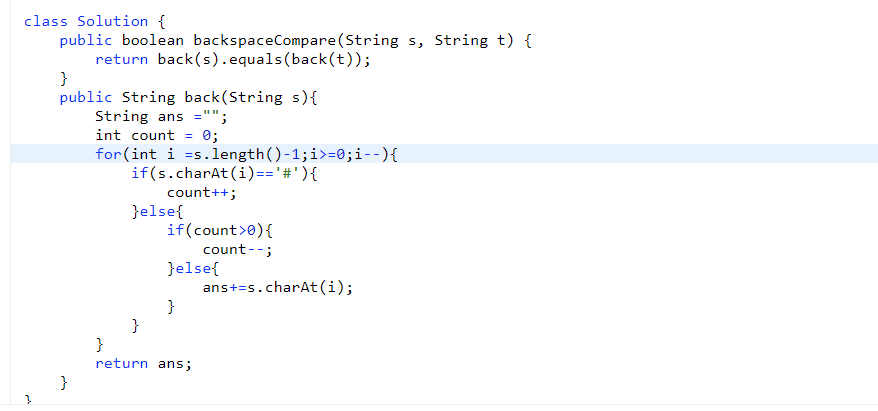 class Solution {
    public boolean backspaceCompare(String s, String t) {
        return back(s).equals(back(t));
    }
    public String back(String s){
        String ans ="";
        int count = 0;
        for(int i =s.length()-1;i>=0;i--){
            if(s.charAt(i)=='#'){
                count++;
            }else{
                if(count>0){
                    count--;
                }else{
                    ans+=s.charAt(i);
                }
            }
        }
        return ans;
    }
}